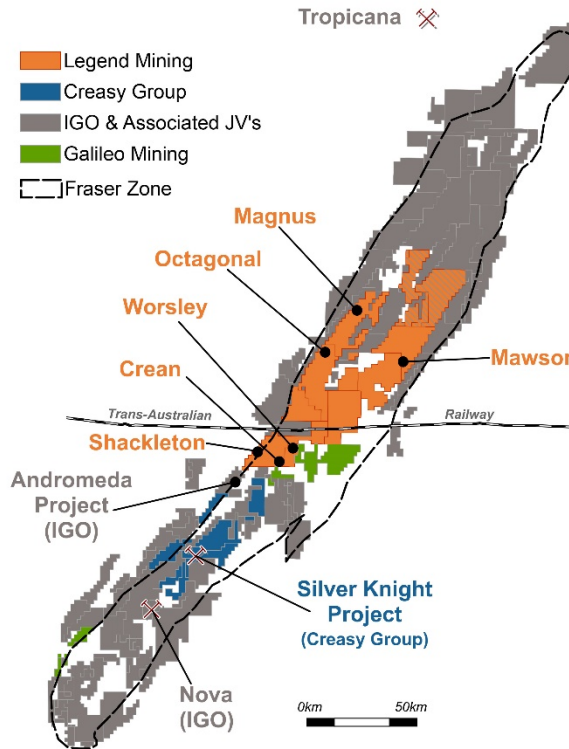 Tropicana
Legend Mining
Creasy Group
IGO & Associated JV's
Galileo Mining
Fraser Zone
Magnus
Octagonal
Worsley
Crean
Mawson
Trans-Australian
Railway
Shackleton
Andromeda
Project
(IGO)
Silver Knight
Project
(Creasy Group)
Nova
(IGO)
0km
50km